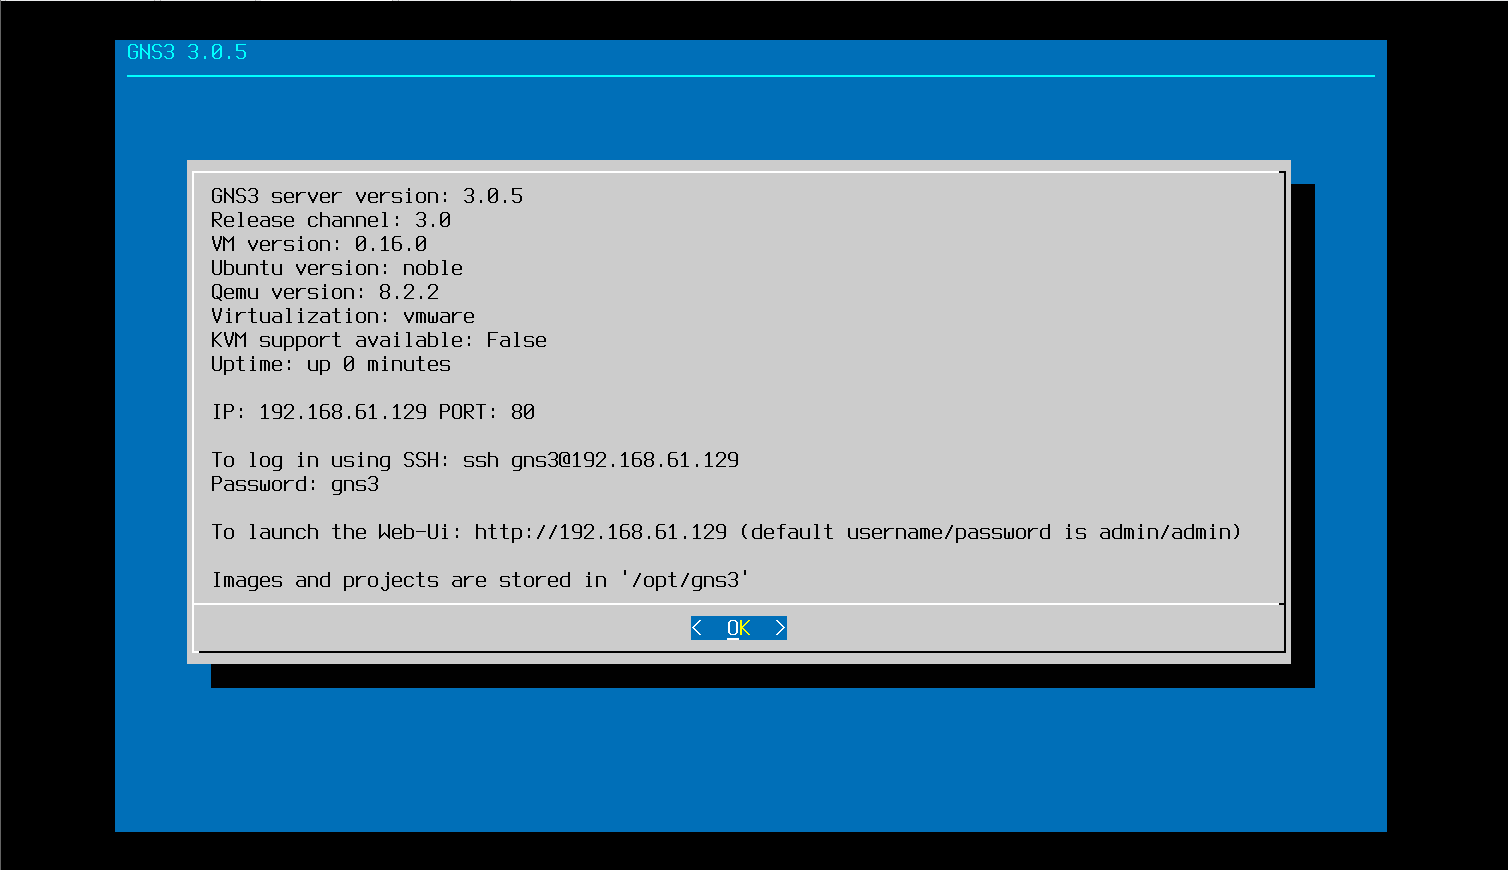 GNS3 3.0.5
GNS3 server version: 3.0.5
Release channel: 3.0
VM version: 0.16.0
Ubuntu version: noble
Qemu version: 8.2.2
Virtualization: vmware
KVM support available: False
Uptime: up 0 minutes
IP: 192.168.61.129 PORT: 80
To log in using SSH: ssh gns3@192.168.61.129
Password: gns3
To launch the Web-Ui: http://192.168.61.129 (default username/password is admin/admin)
Images and projects are stored in '/opt/gns3'
<  OK  >